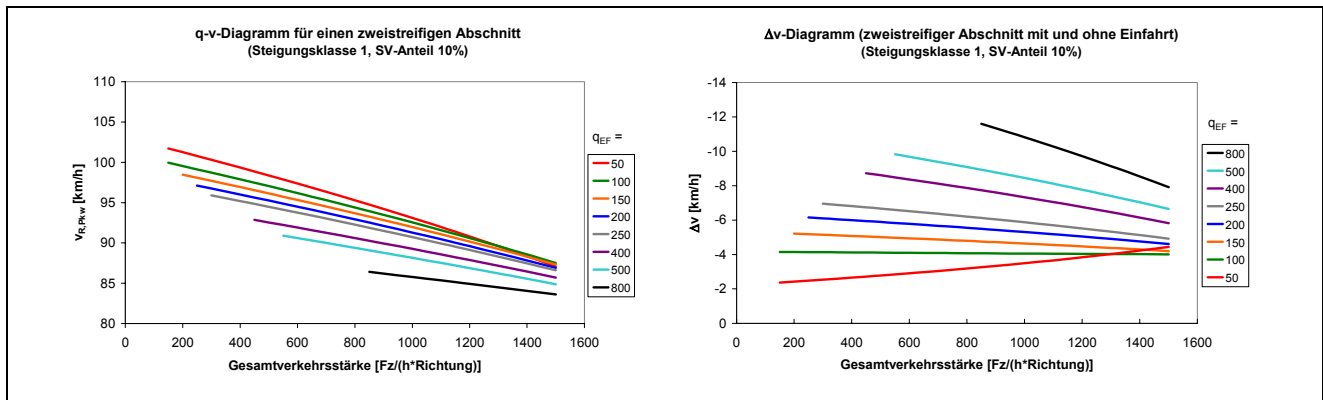 q-v-Diagramm für einen zweistreifigen Abschnitt
(Steigungsklasse 1, SV-Anteil 10%)
110
105
100
95
90
85
80
v_R,Pkw [km/h]
0 200 400 600 800 1000 1200 1400 1600
Gesamtverkehrsstärke [Fz/(h*Richtung)]
q_EF =
50
100
150
200
250
400
500
800
Δv-Diagramm (zweistreifiger Abschnitt mit und ohne Einfahrt)
(Steigungsklasse 1, SV-Anteil 10%)
-14
-12
-10
-8
-6
-4
-2
0
Δv [km/h]
0 200 400 600 800 1000 1200 1400 1600
Gesamtverkehrsstärke [Fz/(h*Richtung)]
q_EF =
800
500
400
250
200
150
100
50